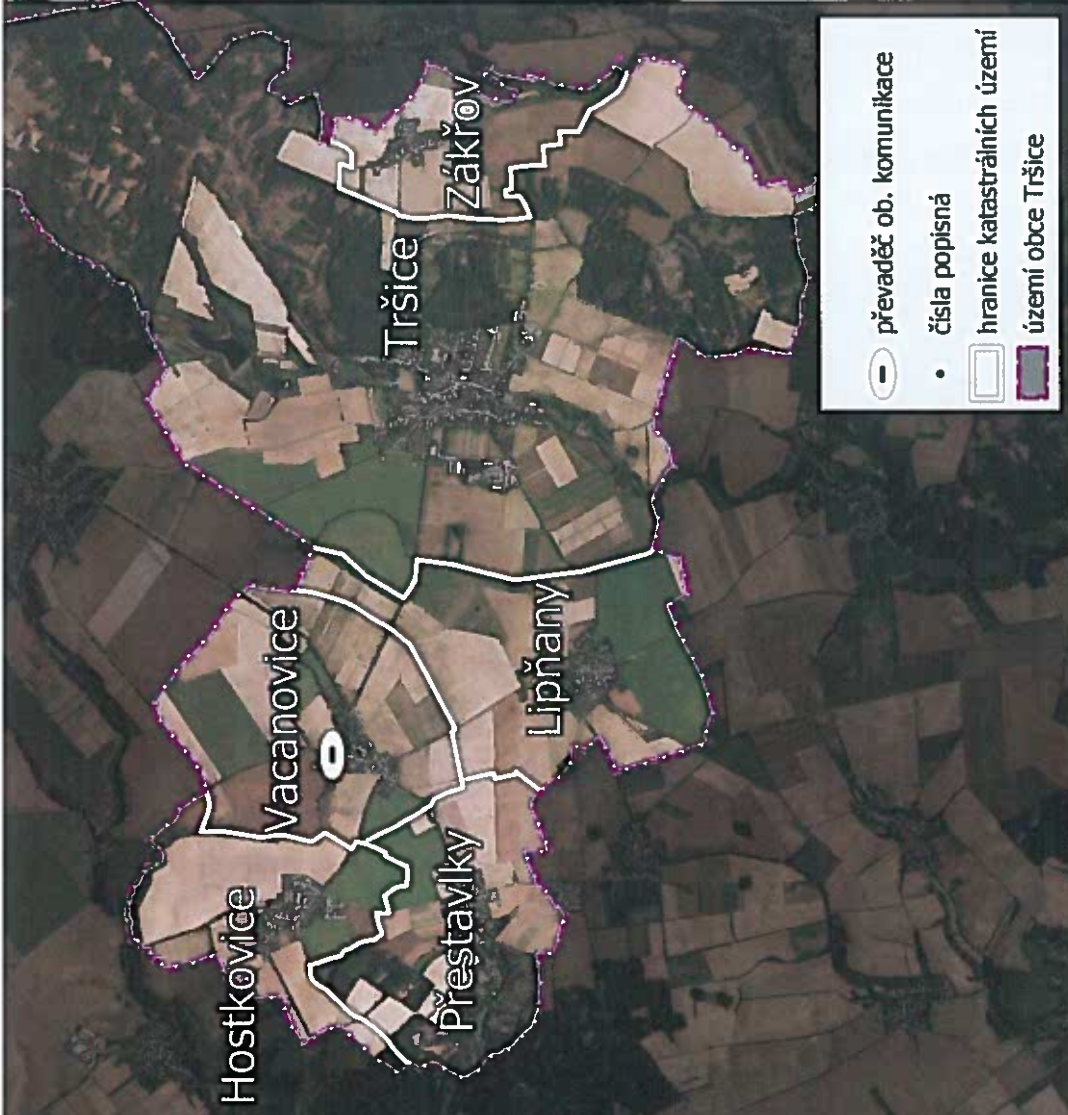 Hostkovice
Přestavlky
Vacanovice
Lipňany
Tršice
Zákřov
převaděč ob. komunikace
čísla popisná
hranice katastrálních území
území obce Tršice